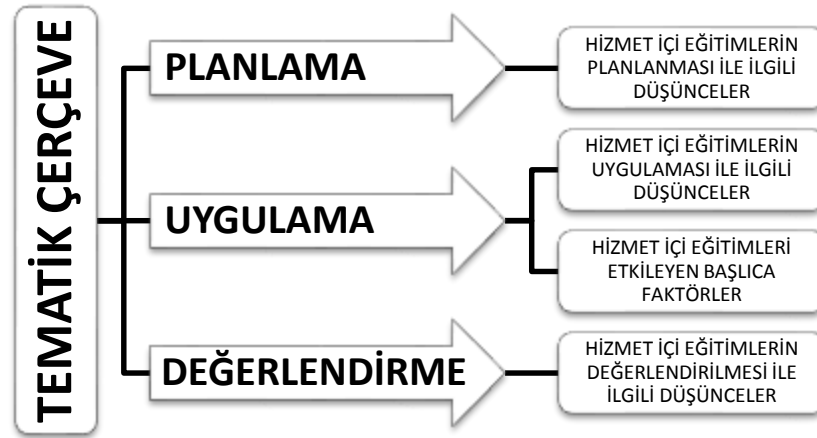 TEMATİK ÇERÇEVE
PLANLAMA
HİZMET İÇİ EĞİTİMLERİN
PLANLANMASI İLE İLGİLİ
DÜŞÜNCELER
UYGULAMA
HİZMET İÇİ EĞİTİMLERİN
UYGULAMASI İLE İLGİLİ
DÜŞÜNCELER
HİZMET İÇİ EĞİTİMLERİ
ETKİLEYEN BAŞLICA
FAKTÖRLER
DEĞERLENDİRME
HİZMET İÇİ EĞİTİMLERİN
DEĞERLENDİRİLMESİ İLE
İLGİLİ DÜŞÜNCELER